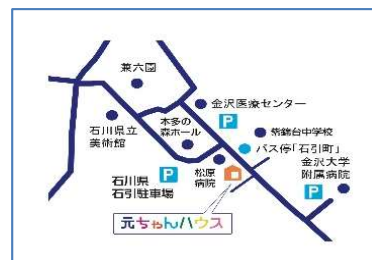 兼六園
金沢医療センター
P
紫錦台中学校
本多の
森ホール
石川県立
美術館
バス停「石引町」
金沢大学
附属病院
P
松原
病院
P
石川県
石引駐車場
元ちゃんハウス